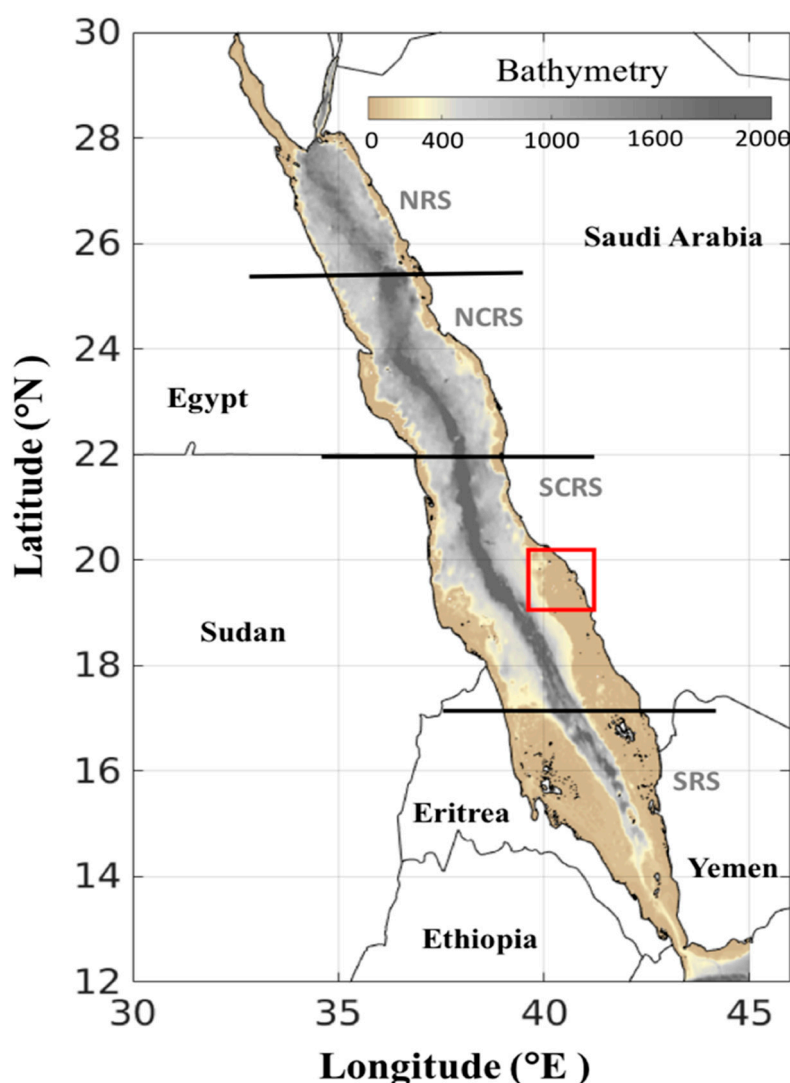 30
Bathymetry
0 400 1000 1600 2000
28
NRS
26
Saudi Arabia
NCRS
24
Egypt
22
SCRS
20
Sudan
18
16
SRS
Eritrea
Yemen
14
Ethiopia
12
30 35 40 45
Latitude (°N )
Longitude (°E )